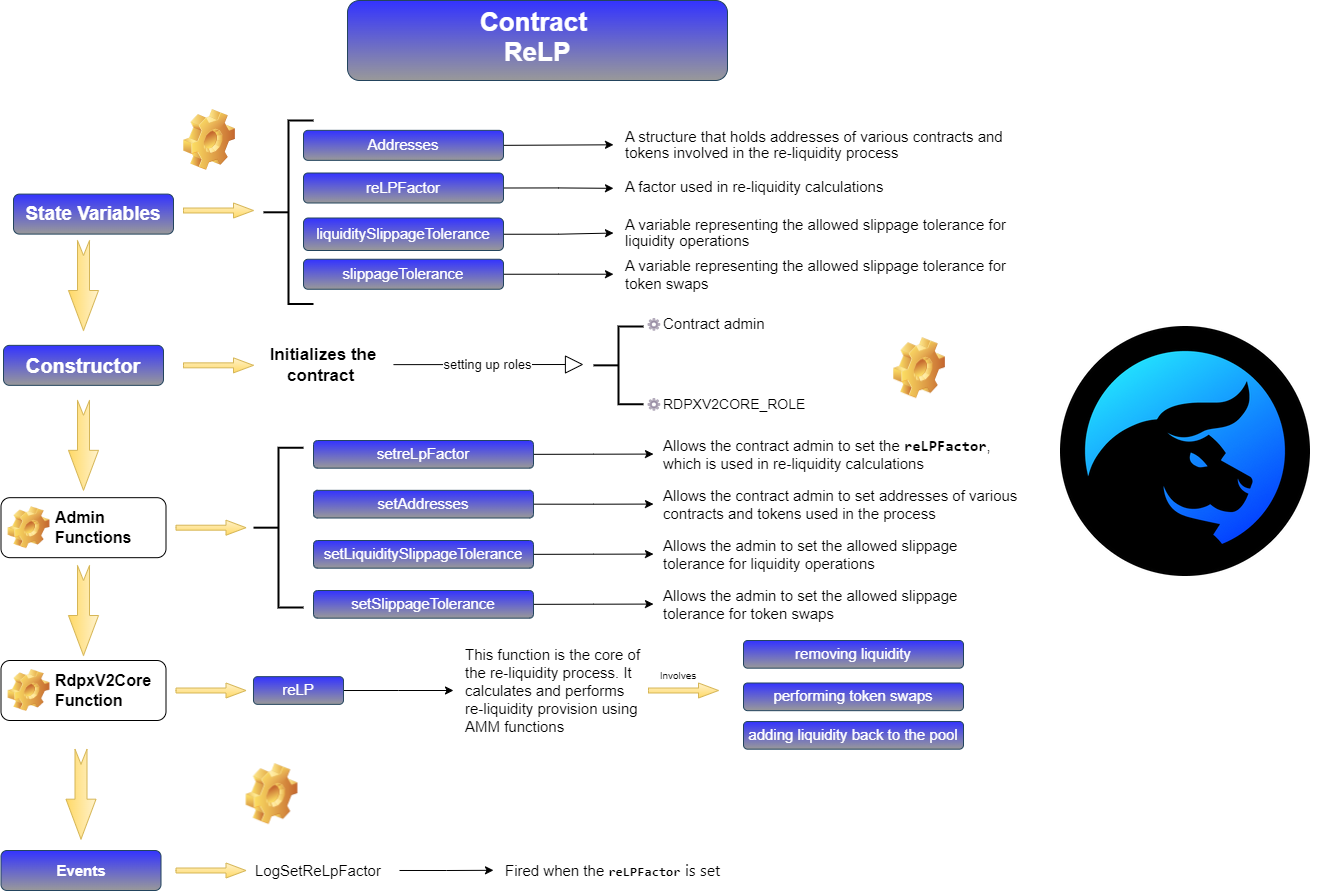 Contract
ReLP
State Variables
Addresses
A structure that holds addresses of various contracts and
tokens involved in the re-liquidity process
reLPFactor
A factor used in re-liquidity calculations
liquiditySlippageTolerance
A variable representing the allowed slippage tolerance for
liquidity operations
slippageTolerance
A variable representing the allowed slippage tolerance for
token swaps
Constructor
Initializes the
contract
setting up roles
Contract admin
RDPXV2CORE_ROLE
Admin
Functions
setreLpFactor
Allows the contract admin to set the reLPFactor,
which is used in re-liquidity calculations
setAddresses
Allows the contract admin to set addresses of various
contracts and tokens used in the process
setLiquiditySlippageTolerance
Allows the admin to set the allowed slippage
tolerance for liquidity operations
setSlippageTolerance
Allows the admin to set the allowed slippage
tolerance for token swaps
RdpxV2Core
Function
reLP
This function is the core of
the re-liquidity process. It
calculates and performs
re-liquidity provision using
AMM functions
Involves
removing liquidity
performing token swaps
adding liquidity back to the pool
Events
LogSetReLpFactor
Fired when the reLPFactor is set